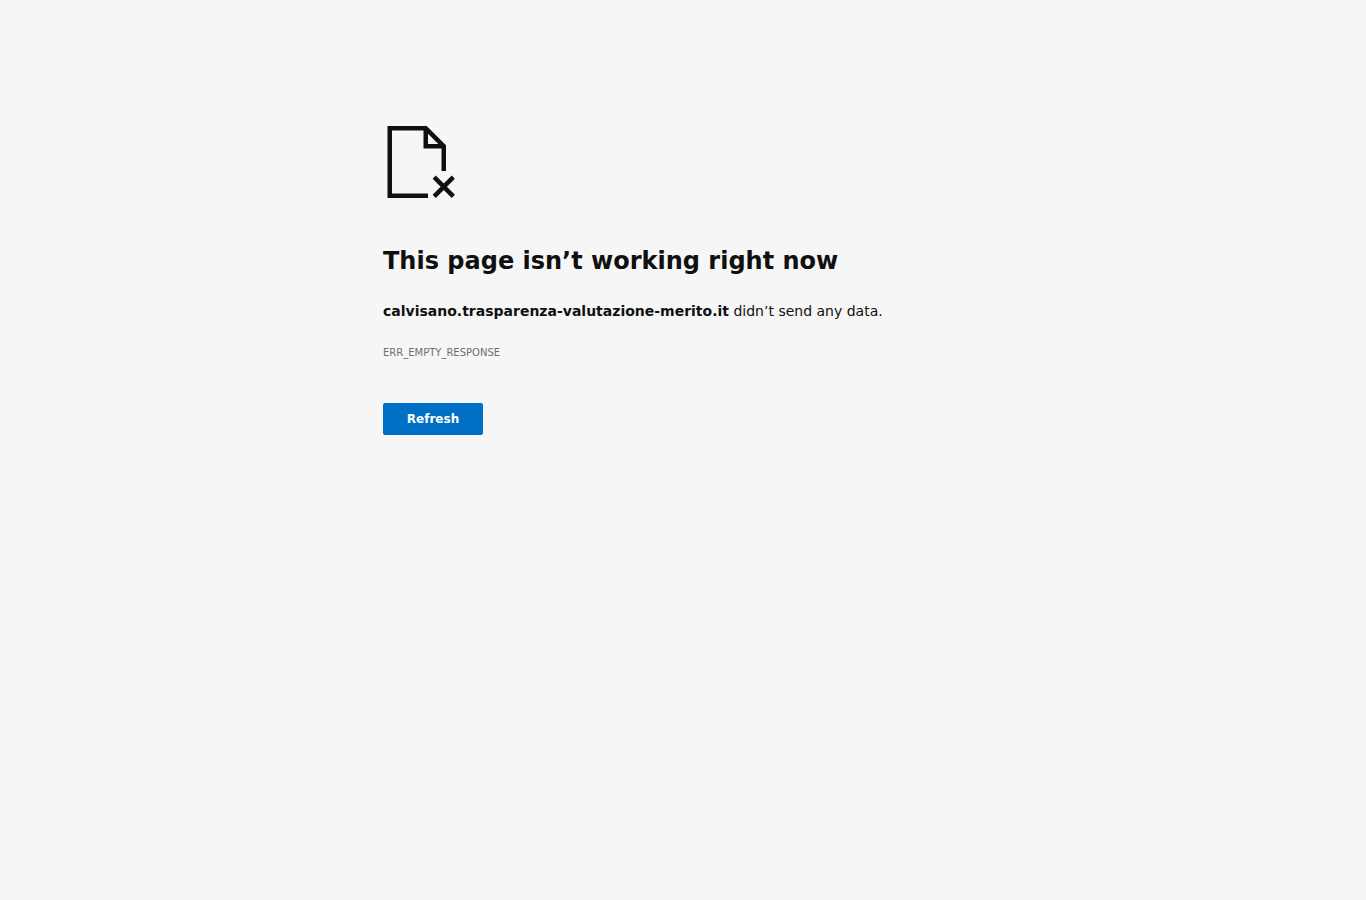 This page isn’t working right now
calvisano.trasparenza-valutazione-merito.it didn’t send any data.
ERR_EMPTY_RESPONSE
Refresh